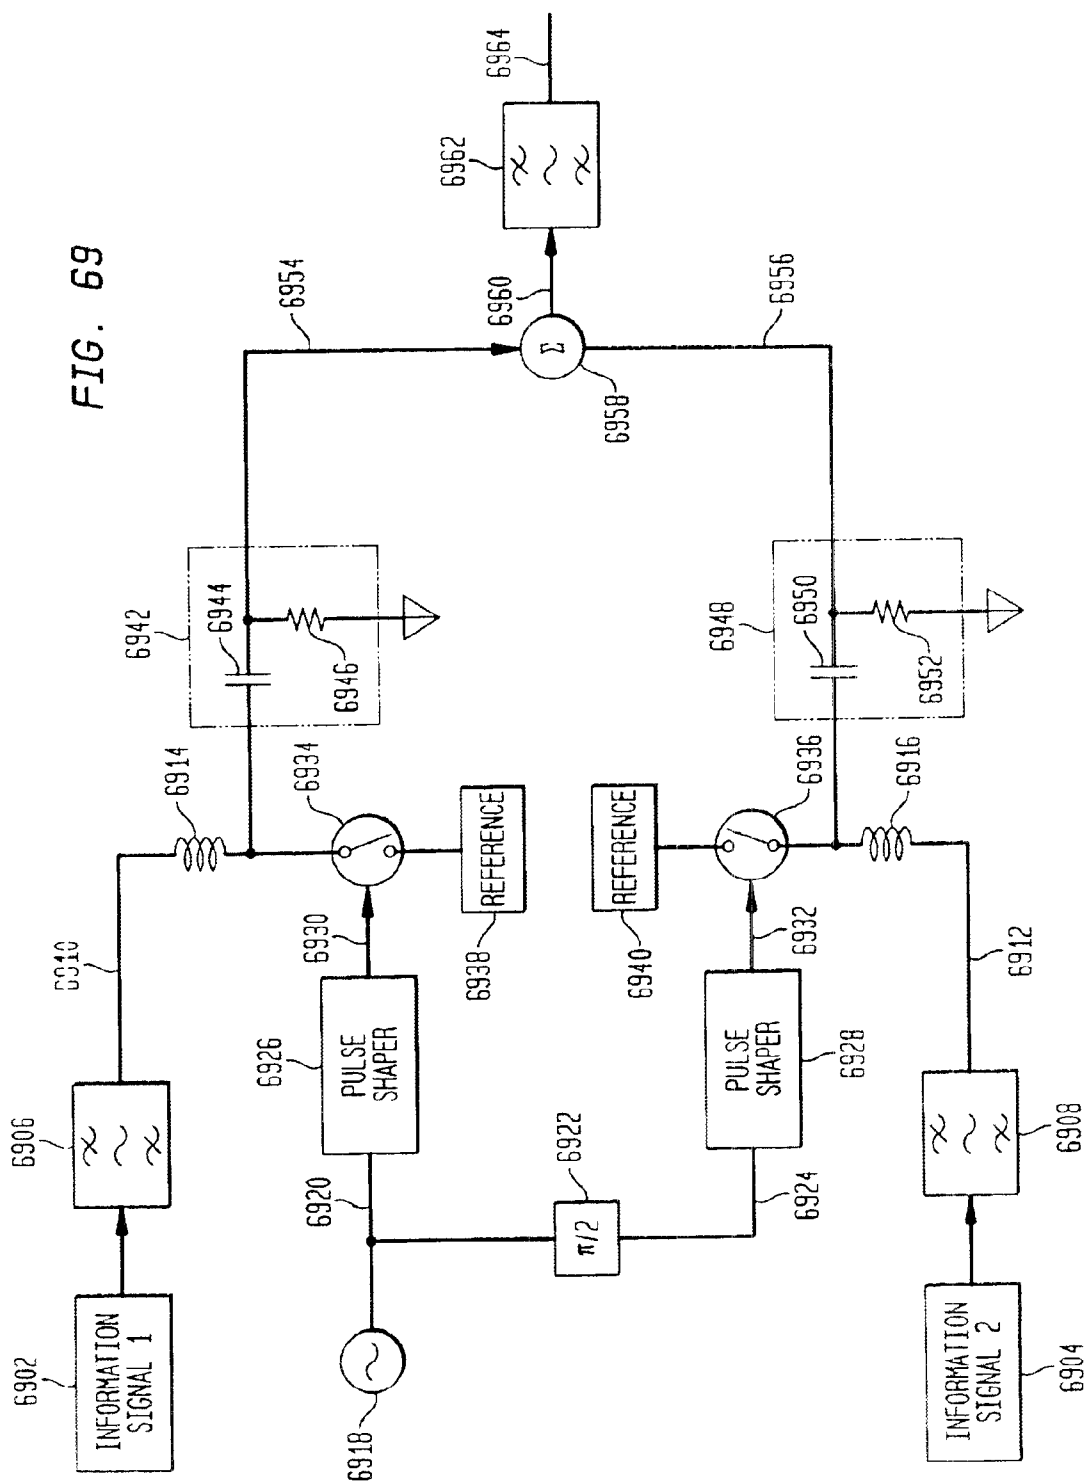 FIG. 69
6902
INFORMATION
SIGNAL 1
6906
6910
6914
6942
6944
6946
6954
6918
6920
6926
PULSE
SHAPER
6930
6934
REFERENCE
6938
6922
π/2
6924
PULSE
SHAPER
6928
6932
6936
REFERENCE
6940
6904
INFORMATION
SIGNAL 2
6908
6912
6916
6948
6950
6952
6956
6958
Σ
6960
6962
6964